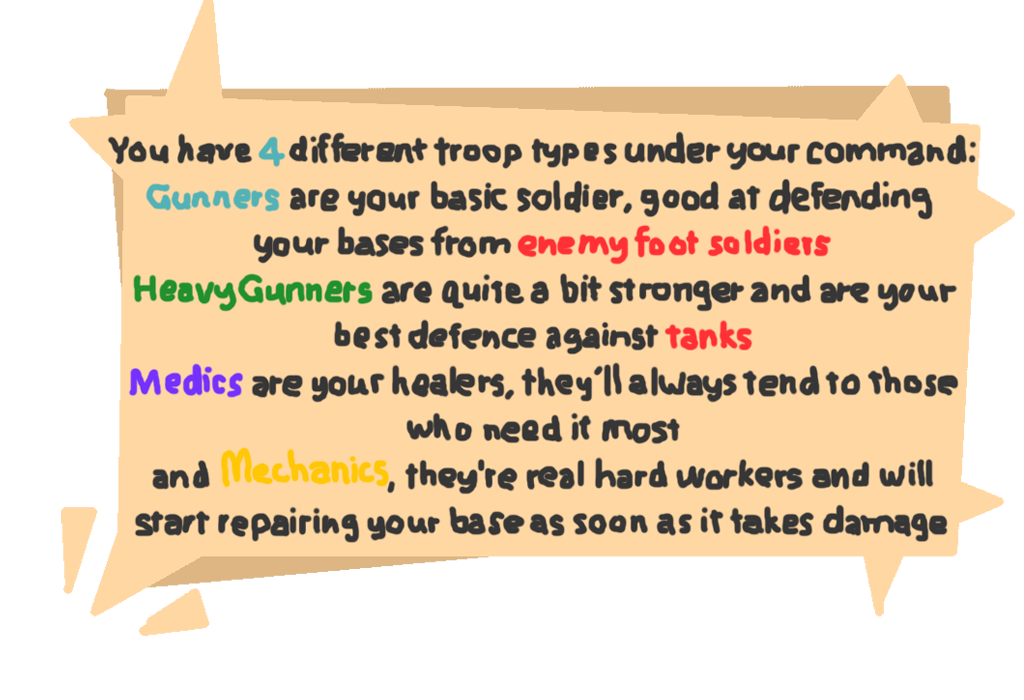 You have 4 different troop types under your command:
Gunners are your basic soldier, good at defending
your bases from enemy foot soldiers
HeavyGunners are quite a bit stronger and are your
best defence against tanks
Medics are your healers, they'll always tend to those
who need it most
and Mechanics, they're real hard workers and will
start repairing your base as soon as it takes damage